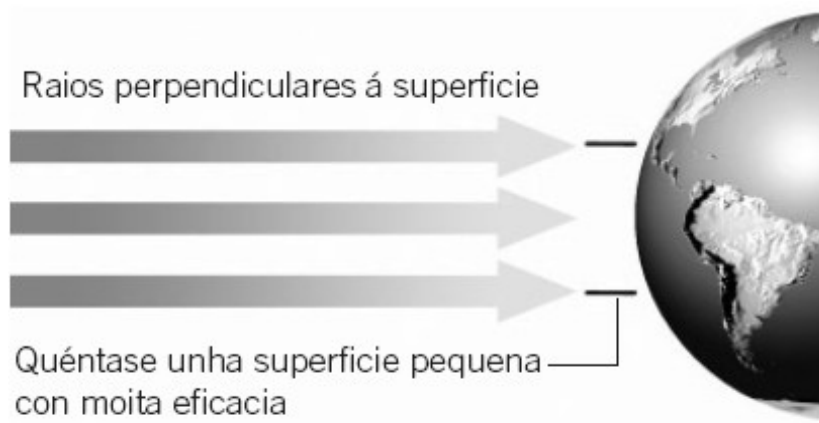 Raios perpendiculares á superficie
Quéntase unha superficie pequena
con moita eficacia